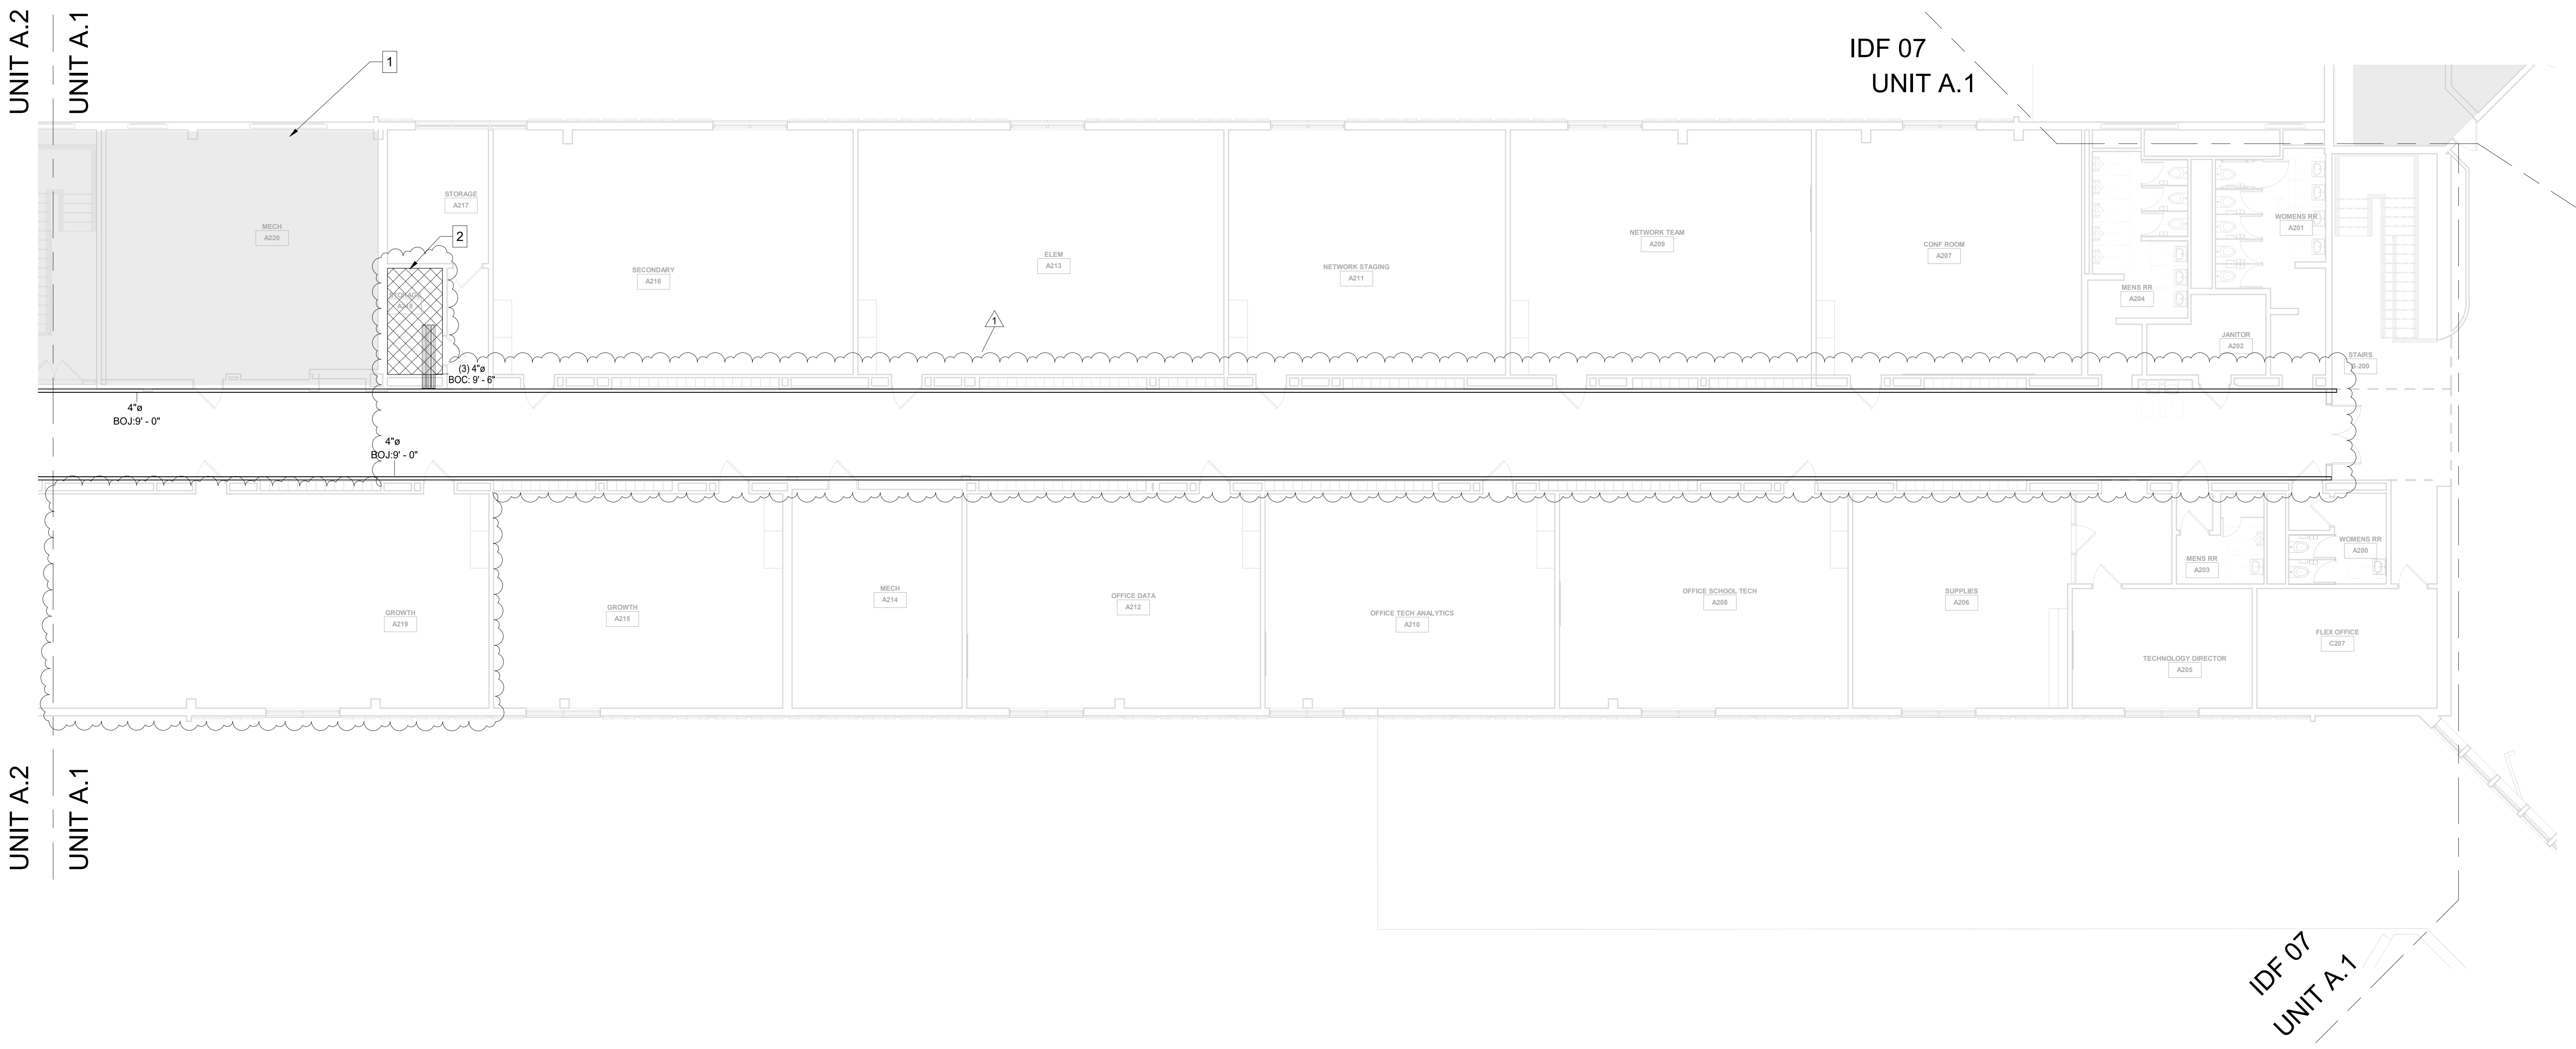 UNIT A.2
UNIT A.1
1
IDF 07
UNIT A.1
STORAGE
A217
2
MECH
A220
SECONDARY
A216
ELEM
A213
NETWORK STAGING
A211
NETWORK TEAM
A209
CONF ROOM
A207
WOMENS RR
A201
MENS RR
A204
JANITOR
A202
STORAGE
1
STAIRS
S-200
(3) 4"ø
BOC: 9' - 6"
4"ø
BOJ:9' - 0"
4"ø
BOJ:9' - 0"
GROWTH
A219
GROWTH
A215
MECH
A214
OFFICE DATA
A212
OFFICE TECH ANALYTICS
A210
OFFICE SCHOOL TECH
A208
SUPPLIES
A206
MENS RR
A203
WOMENS RR
A200
TECHNOLOGY DIRECTOR
A205
FLEX OFFICE
C207
UNIT A.2
UNIT A.1
IDF 07
UNIT A.1